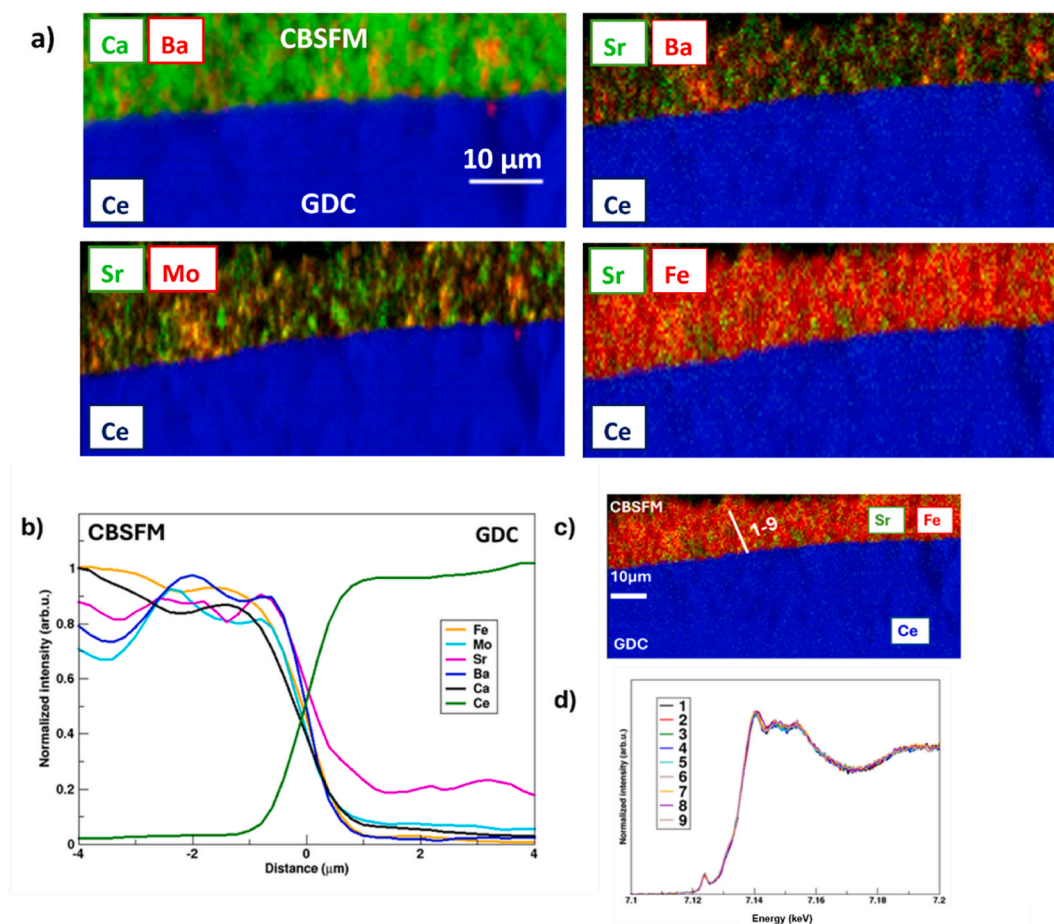 a)
Ca Ba CBSFM
10 µm
Ce GDC
Sr Ba
Ce
Sr Mo
Ce
Sr Fe
Ce
b)
CBSFM GDC
Normalized intensity (arb.u.)
1
0.8
0.6
0.4
0.2
0
Fe
Mo
Sr
Ba
Ca
Ce
-4 -2 0 2 4
Distance (µm)
c)
CBSFM
1-9
Sr Fe
10µm
GDC
Ce
d)
Normalized intensity (arb.u.)
1
2
3
4
5
6
7
8
9
7.1 7.12 7.14 7.16 7.18 7.2
Energy (keV)